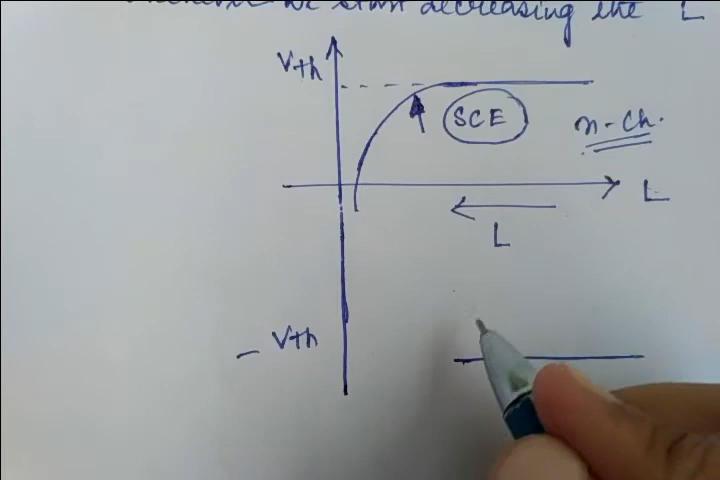 we start decreasing the L
Vth
SCE
n-Ch.
L
L
- Vth